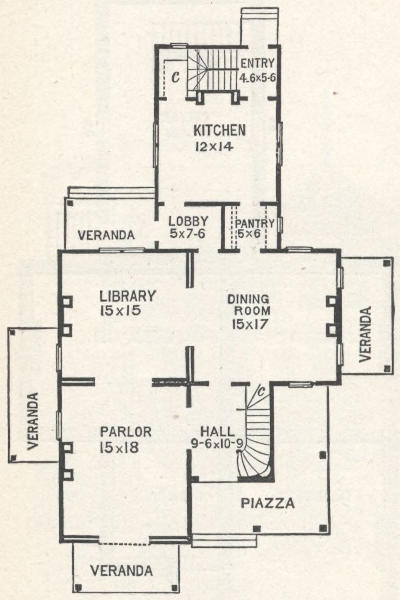 C
ENTRY
4-6x5-6
KITCHEN
12x14
LOBBY
5x7-6
PANTRY
5x6
VERANDA
LIBRARY
15x15
DINING
ROOM
15x17
VERANDA
VERANDA
C
PARLOR
15x18
HALL
9-6x10-9
PIAZZA
VERANDA